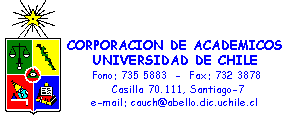 CORPORACION DE ACADEMICOS
UNIVERSIDAD DE CHILE
Fono: 735 5883 - Fax: 732 3878
Casilla 70.111, Santiago-7
e-mail: cauch@abello.dic.uchile.cl